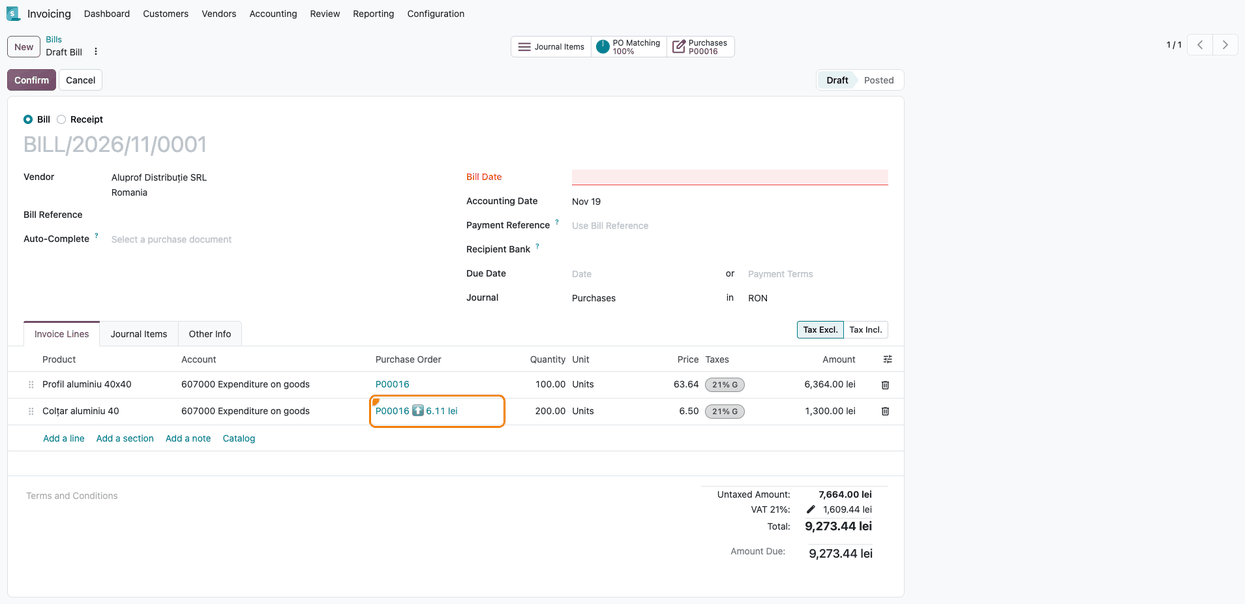 Invoicing Dashboard Customers Vendors Accounting Review Reporting Configuration
New Bills
Draft Bill
Journal Items PO Matching 100% Purchases P00016 1 / 1
Confirm Cancel Draft Posted
Bill Receipt
BILL/2026/11/0001
Vendor Aluprof Distribuție SRL
Romania
Bill Reference
Auto-Complete ? Select a purchase document
Bill Date
Accounting Date Nov 19
Payment Reference ? Use Bill Reference
Recipient Bank ?
Due Date Date or Payment Terms
Journal Purchases in RON
Invoice Lines Journal Items Other Info Tax Excl. Tax Incl.
Product Account Purchase Order Quantity Unit Price Taxes Amount
Profil aluminiu 40x40 607000 Expenditure on goods P00016 100.00 Units 63.64 21% G 6,364.00 lei
Colțar aluminiu 40 607000 Expenditure on goods P00016 ⬆️ 6.11 lei 200.00 Units 6.50 21% G 1,300.00 lei
Add a line Add a section Add a note Catalog
Terms and Conditions
Untaxed Amount: 7,664.00 lei
VAT 21%: 1,609.44 lei
Total: 9,273.44 lei
Amount Due: 9,273.44 lei